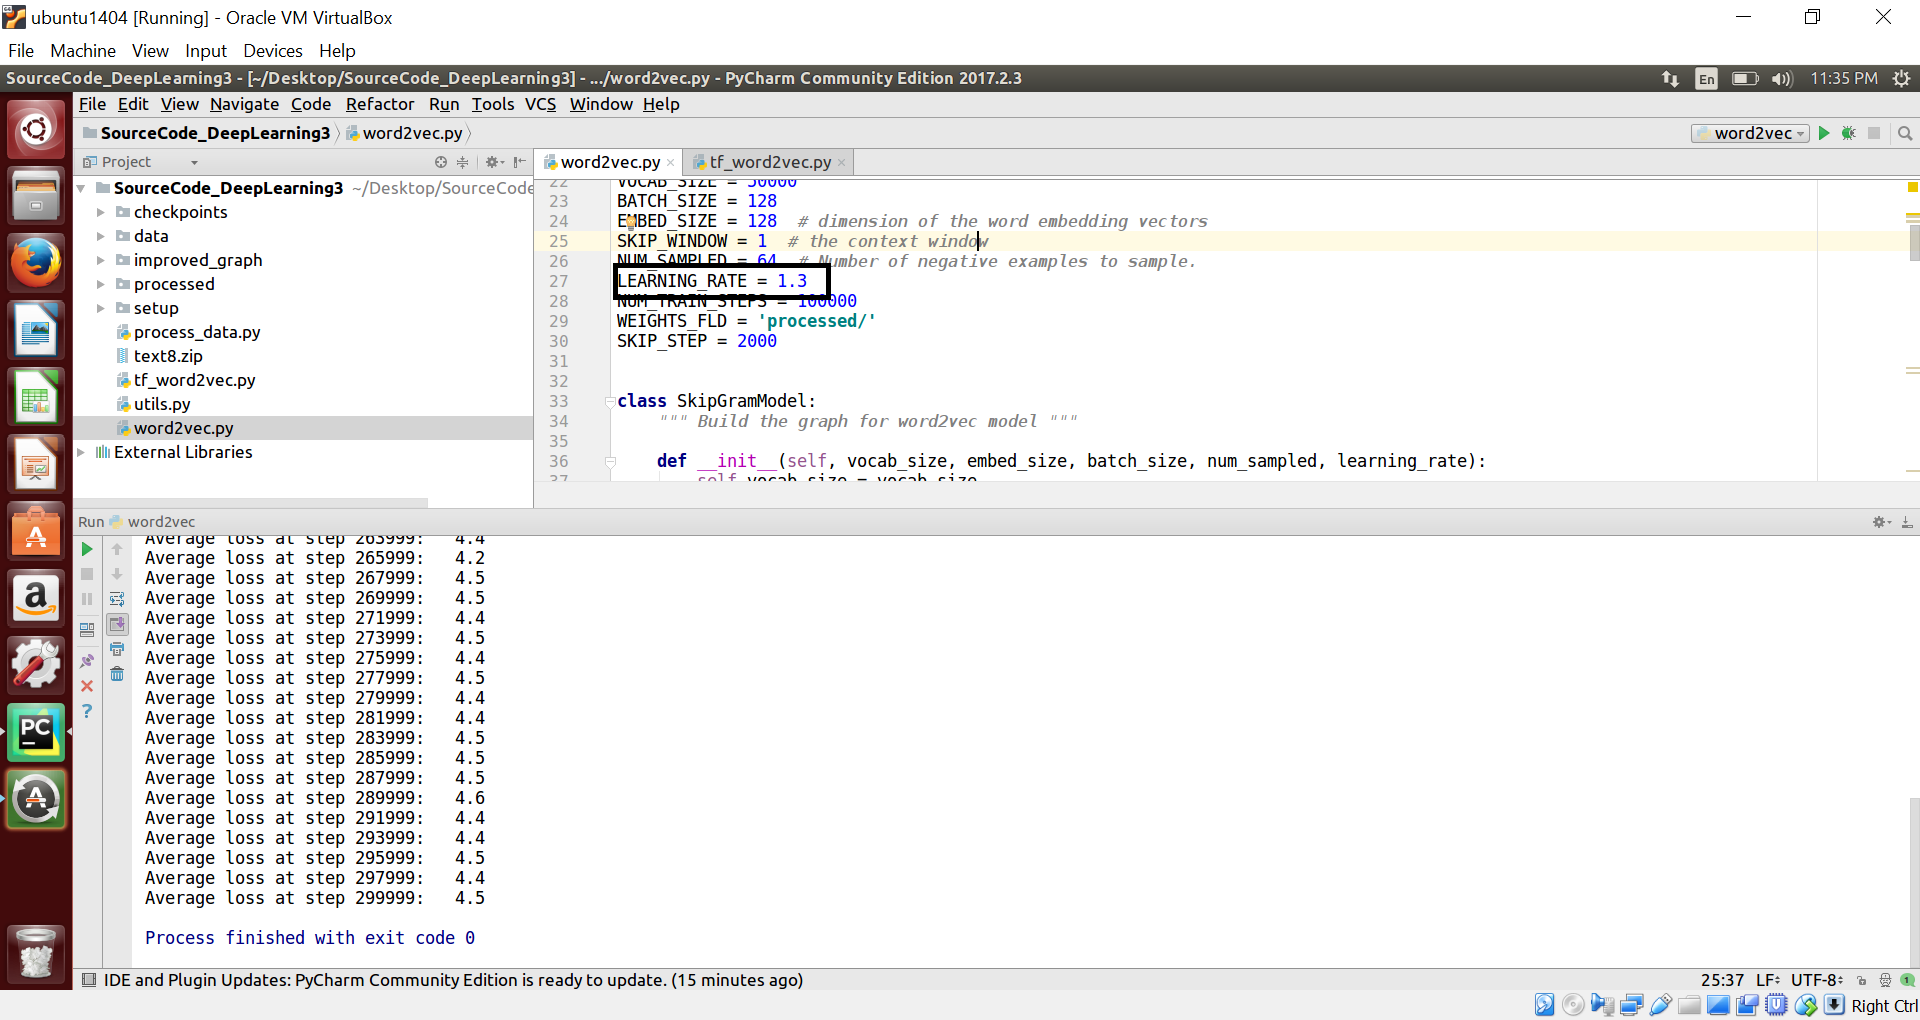 ubuntu1404 [Running] - Oracle VM VirtualBox
File Machine View Input Devices Help
SourceCode_DeepLearning3 - [~/Desktop/SourceCode_DeepLearning3] - .../word2vec.py - PyCharm Community Edition 2017.2.3
En 11:35 PM
File Edit View Navigate Code Refactor Run Tools VCS Window Help
SourceCode_DeepLearning3 word2vec.py
word2vec
Project
word2vec.py tf_word2vec.py
SourceCode_DeepLearning3 ~/Desktop/SourceCode
checkpoints
data
improved_graph
processed
setup
process_data.py
text8.zip
tf_word2vec.py
utils.py
word2vec.py
External Libraries
22 VOCAB_SIZE = 50000
23 BATCH_SIZE = 128
24 EMBED_SIZE = 128 # dimension of the word embedding vectors
25 SKIP_WINDOW = 1 # the context window
26 NUM_SAMPLED = 64 # Number of negative examples to sample.
27 LEARNING_RATE = 1.3
28 NUM_TRAIN_STEPS = 100000
29 WEIGHTS_FLD = 'processed/'
30 SKIP_STEP = 2000
31
32
33 class SkipGramModel:
34 """ Build the graph for word2vec model """
35
36 def __init__(self, vocab_size, embed_size, batch_size, num_sampled, learning_rate):
37 self.vocab_size = vocab_size
Run word2vec
Average loss at step 263999: 4.4
Average loss at step 265999: 4.2
Average loss at step 267999: 4.5
Average loss at step 269999: 4.5
Average loss at step 271999: 4.4
Average loss at step 273999: 4.5
Average loss at step 275999: 4.4
Average loss at step 277999: 4.5
Average loss at step 279999: 4.4
Average loss at step 281999: 4.4
Average loss at step 283999: 4.5
Average loss at step 285999: 4.5
Average loss at step 287999: 4.5
Average loss at step 289999: 4.6
Average loss at step 291999: 4.4
Average loss at step 293999: 4.4
Average loss at step 295999: 4.5
Average loss at step 297999: 4.4
Average loss at step 299999: 4.5
Process finished with exit code 0
IDE and Plugin Updates: PyCharm Community Edition is ready to update. (15 minutes ago)
25:37 LF UTF-8 1
Right Ctrl
PC